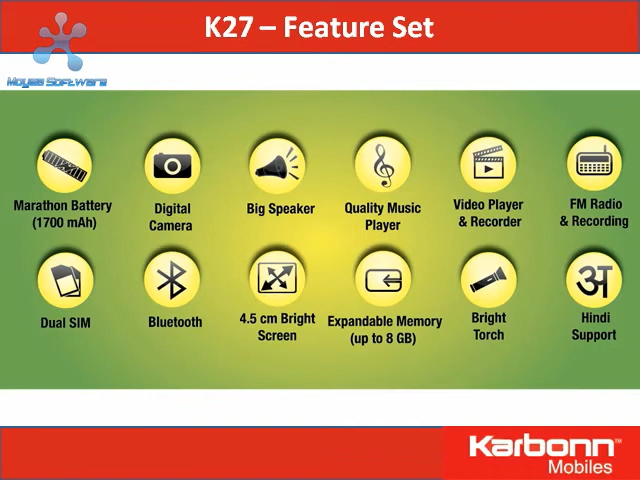 K27 – Feature Set
Moyea Software
Marathon Battery
(1700 mAh)
Digital
Camera
Big Speaker
Quality Music
Player
Video Player
& Recorder
FM Radio
& Recording
अ
Dual SIM
Bluetooth
4.5 cm Bright
Screen
Expandable Memory
(up to 8 GB)
Bright
Torch
Hindi
Support
Karbonn™
Mobiles